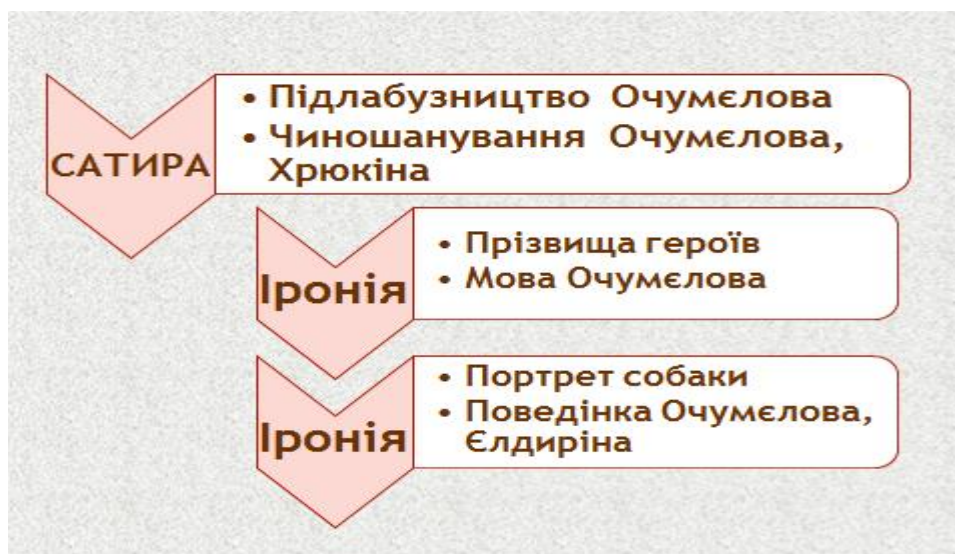 САТИРА
• Підлабузництво Очумєлова
• Чиношанування Очумєлова,
Хрюкіна
Іронія
• Прізвища героїв
• Мова Очумєлова
Іронія
• Портрет собаки
• Поведінка Очумєлова,
Єлдиріна